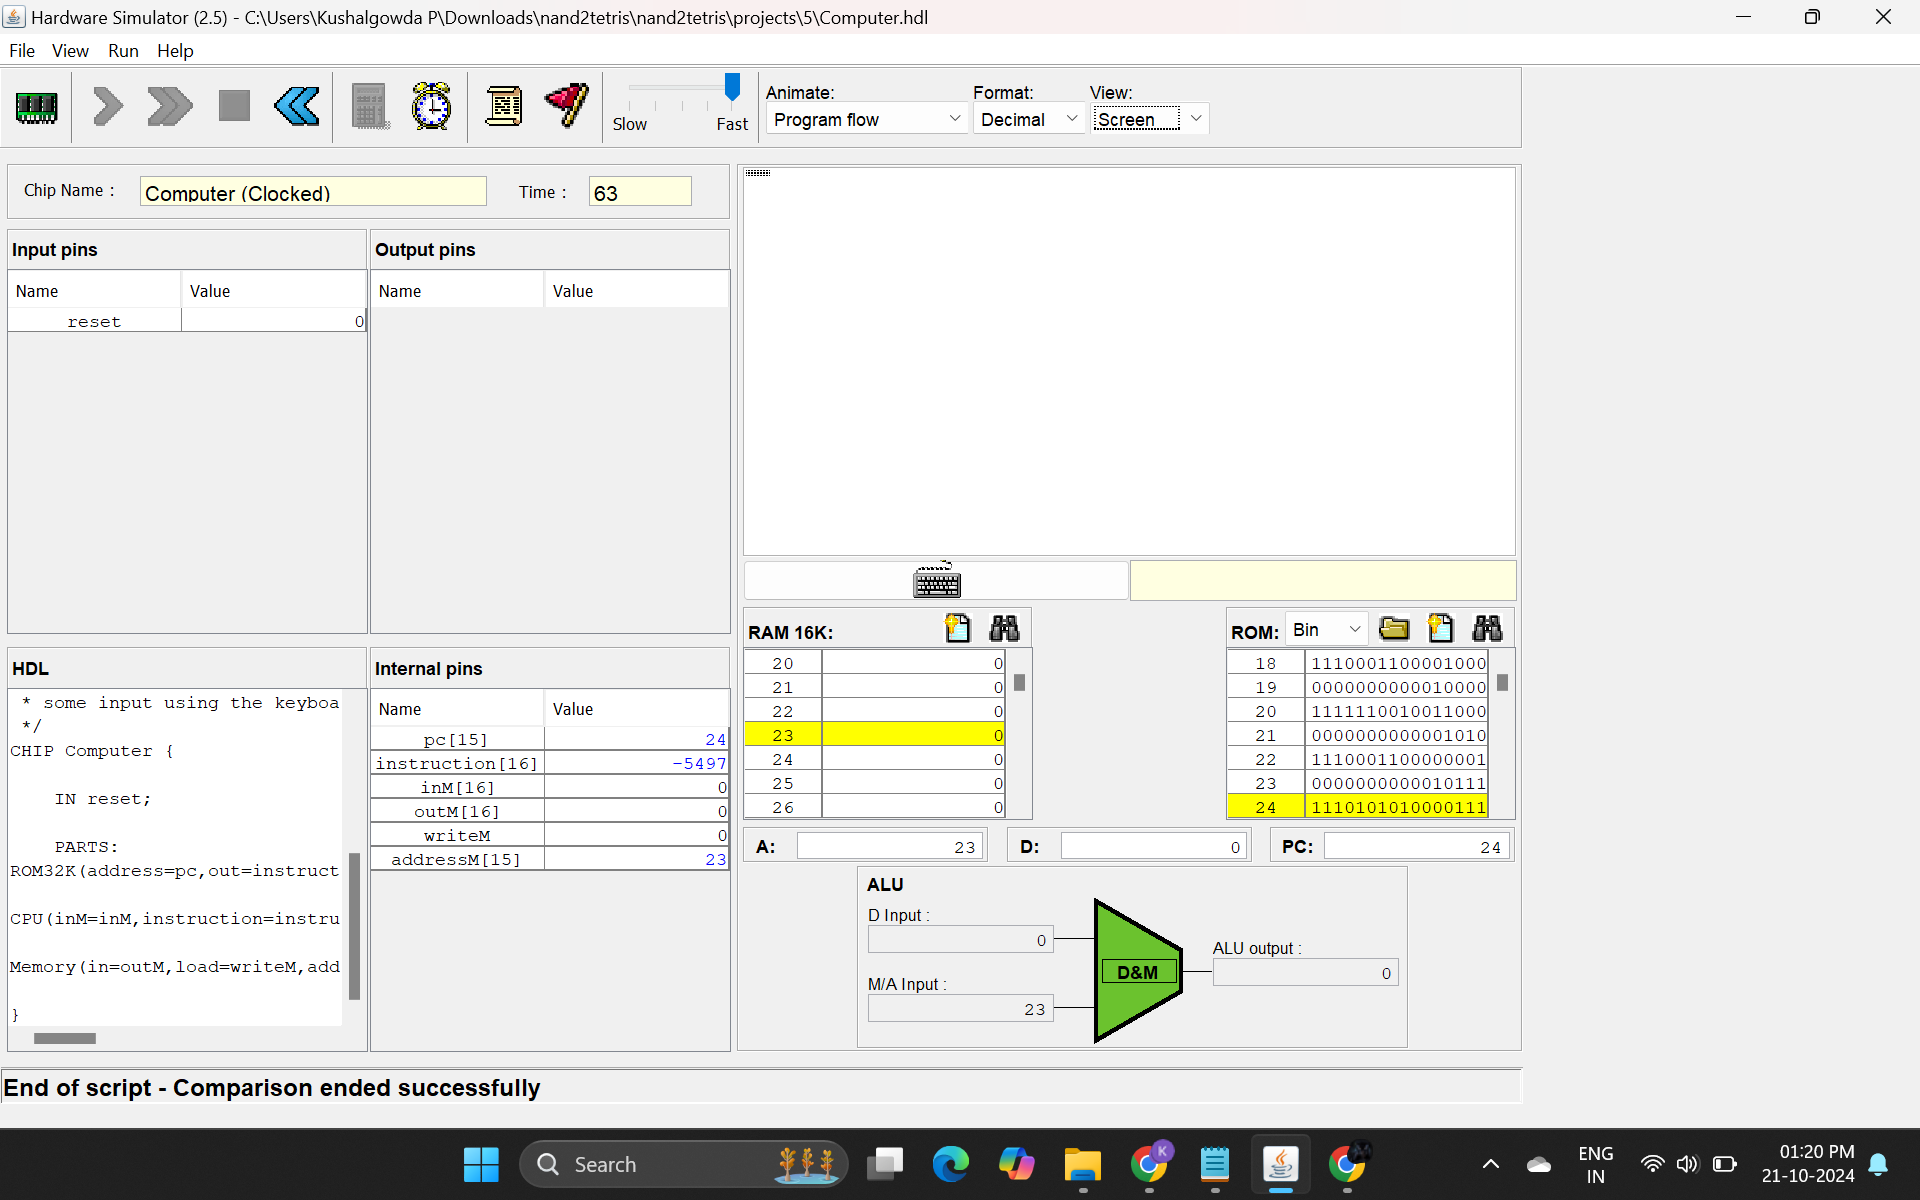 Hardware Simulator (2.5) - C:\Users\Kushalgowda P\Downloads\nand2tetris\nand2tetris\projects\5\Computer.hdl
File View Run Help
Slow Fast
Animate: Format: View:
Program flow Decimal Screen
Chip Name : Computer (Clocked) Time : 63
Input pins
Name Value
reset 0
Output pins
Name Value
HDL
* some input using the keyboa
*/
CHIP Computer {
IN reset;
PARTS:
ROM32K(address=pc,out=instruct
CPU(inM=inM,instruction=instru
Memory(in=outM,load=writeM,add
}
Internal pins
Name Value
pc[15] 24
instruction[16] -5497
inM[16] 0
outM[16] 0
writeM 0
addressM[15] 23
RAM 16K:
20 0
21 0
22 0
23 0
24 0
25 0
26 0
ROM: Bin
18 1110001100001000
19 0000000000010000
20 1111110010011000
21 0000000000001010
22 1110001100000001
23 0000000000010111
24 1110101010000111
A: 23 D: 0 PC: 24
ALU
D Input :
0
M/A Input :
23
D&M
ALU output :
0
End of script - Comparison ended successfully
Search
K
ENG
IN
01:20 PM
21-10-2024